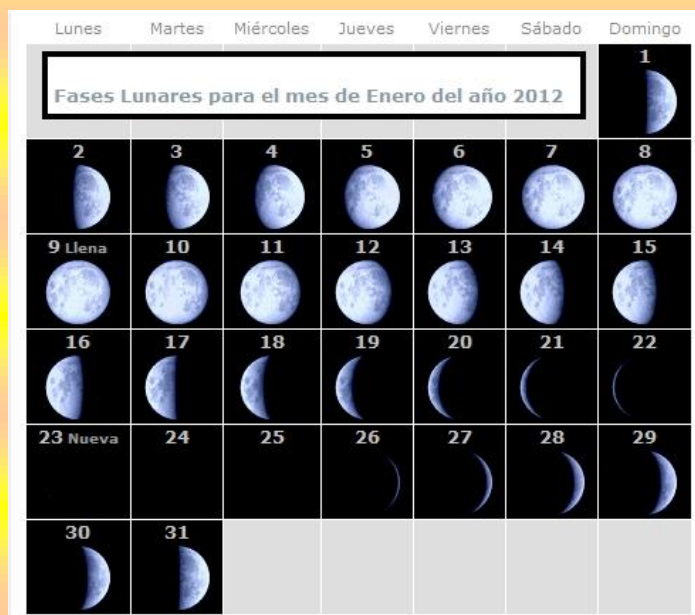 Lunes Martes Miércoles Jueves Viernes Sábado Domingo
Fases Lunares para el mes de Enero del año 2012
1
2 3 4 5 6 7 8
9 Llena 10 11 12 13 14 15
16 17 18 19 20 21 22
23 Nueva 24 25 26 27 28 29
30 31